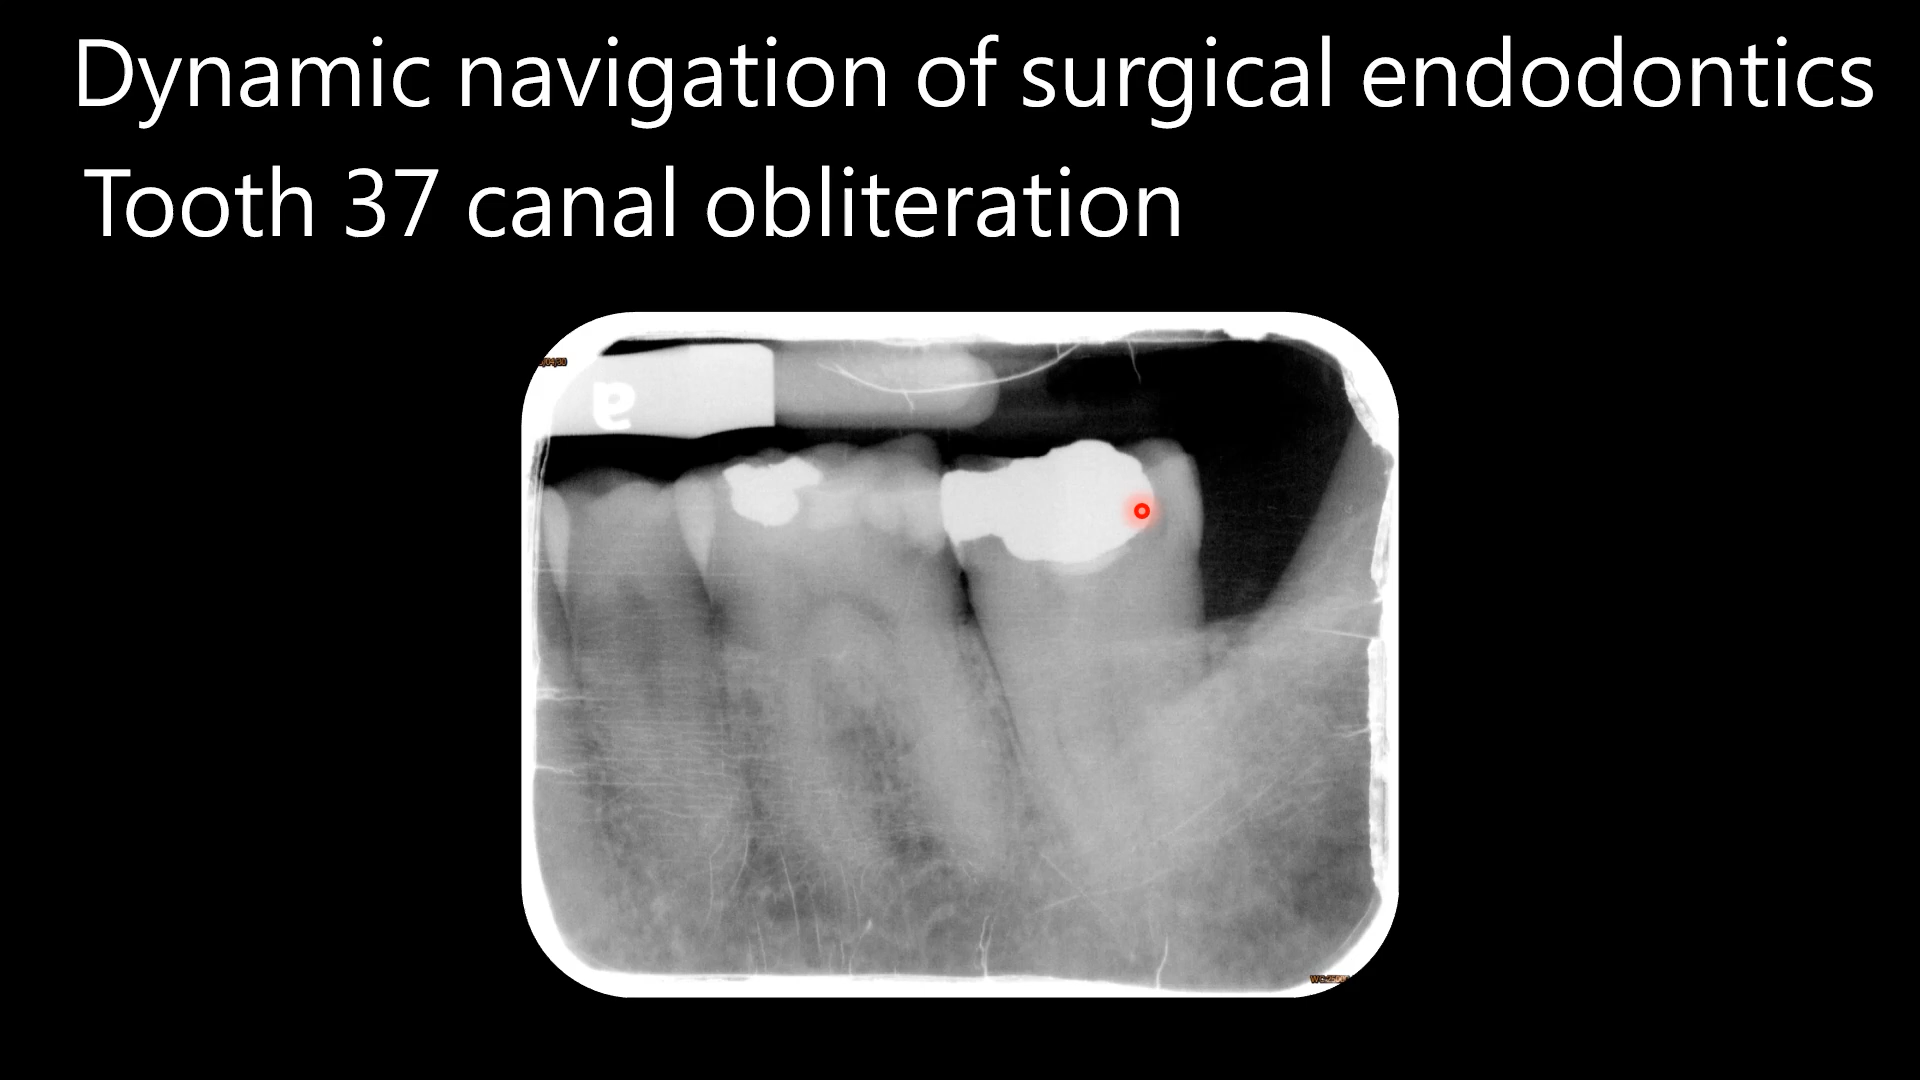 Dynamic navigation of surgical endodontics
Tooth 37 canal obliteration
a